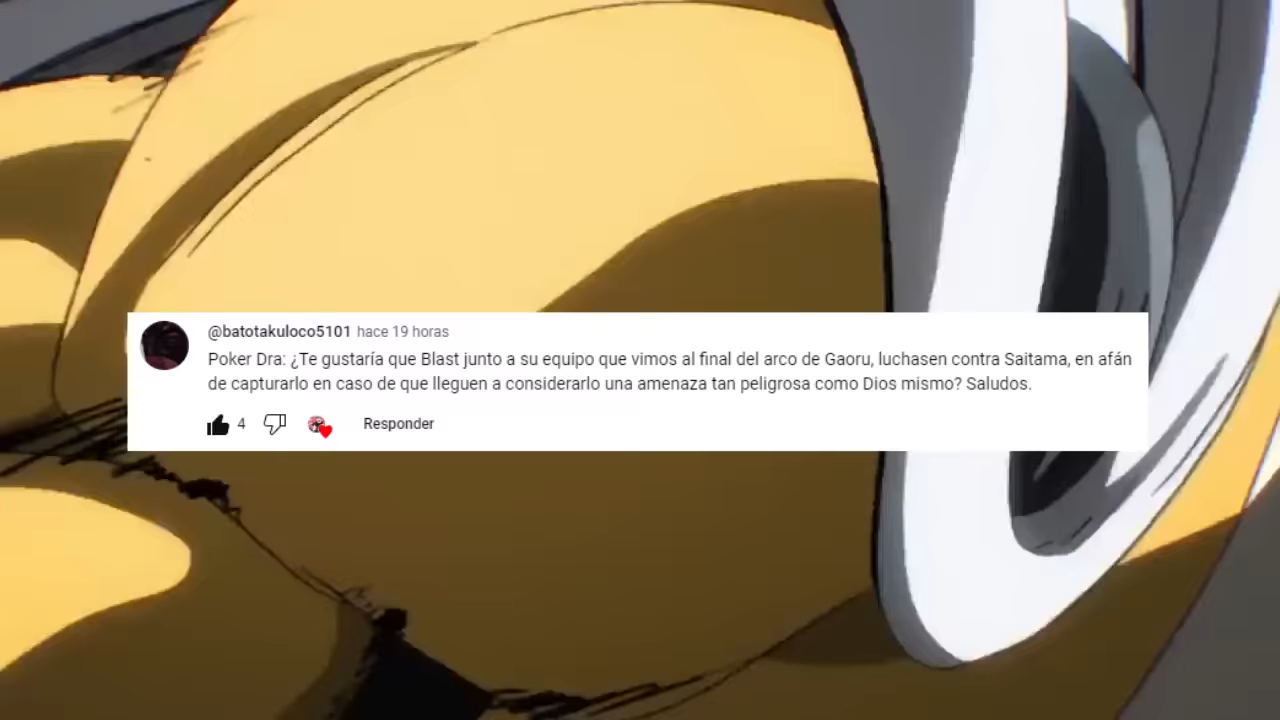 @batotakuloco5101 hace 19 horas
Poker Dra: ¿Te gustaría que Blast junto a su equipo que vimos al final del arco de Gaoru, luchasen contra Saitama, en afán
de capturarlo en caso de que lleguen a considerarlo una amenaza tan peligrosa como Dios mismo? Saludos.
4 Responder